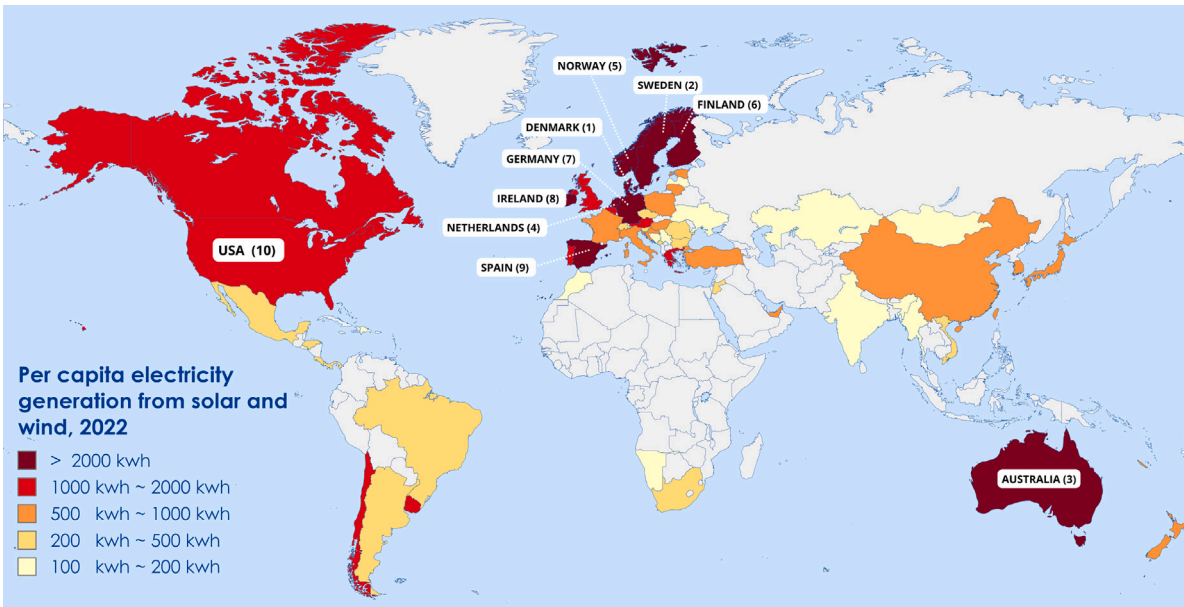 NORWAY (5)
SWEDEN (2)
FINLAND (6)
DENMARK (1)
GERMANY (7)
IRELAND (8)
NETHERLANDS (4)
USA (10)
SPAIN (9)
Per capita electricity
generation from solar and
wind, 2022
> 2000 kwh
1000 kwh ~ 2000 kwh
500 kwh ~ 1000 kwh
200 kwh ~ 500 kwh
100 kwh ~ 200 kwh
AUSTRALIA (3)